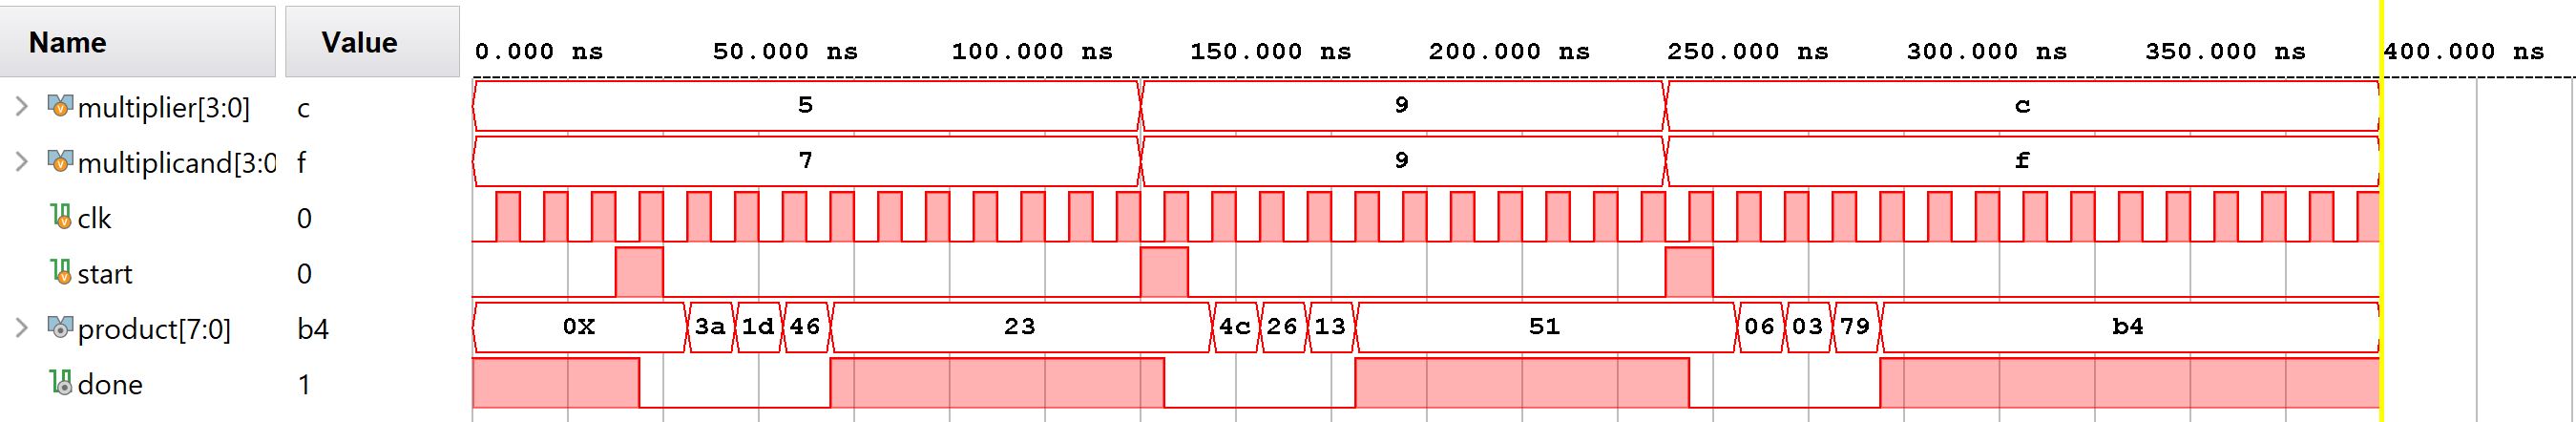 Name Value 0.000 ns 50.000 ns 100.000 ns 150.000 ns 200.000 ns 250.000 ns 300.000 ns 350.000 ns 400.000 ns
multiplier[3:0] c 5 9 c
multiplicand[3:0 f 7 9 f
clk 0
start 0
product[7:0] b4 0X 3a 1d 46 23 4c 26 13 51 06 03 79 b4
done 1